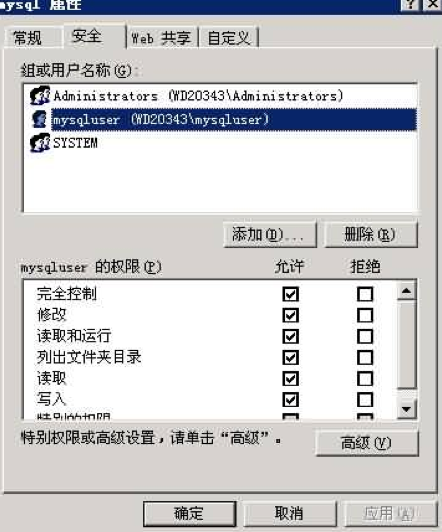 mysql 属性
常规 安全 Web 共享 自定义
组或用户名称(G):
Administrators (WD20343\Administrators)
mysqluser (WD20343\mysqluser)
SYSTEM
添加(D)... 删除(R)
mysqluser 的权限(P) 允许 拒绝
完全控制
修改
读取和运行
列出文件夹目录
读取
写入
特别的权限
特别权限或高级设置,请单击“高级”。
高级(V)
确定 取消 应用(A)